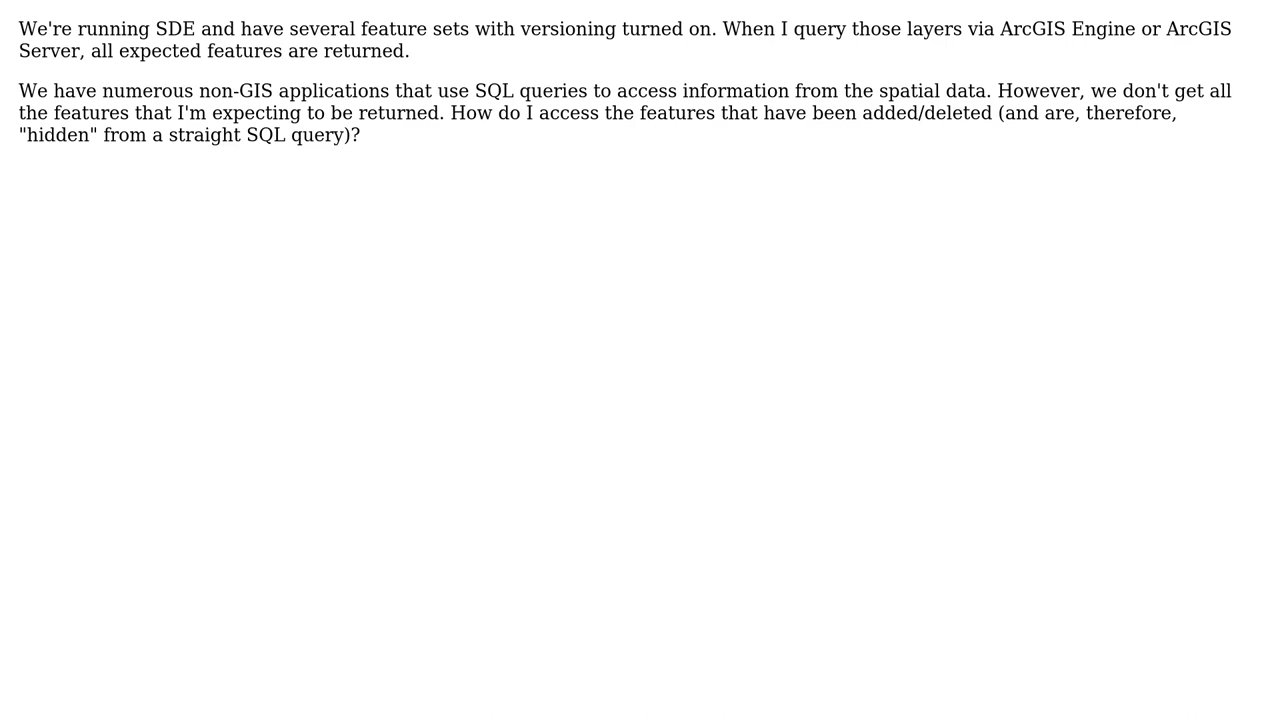 We're running SDE and have several feature sets with versioning turned on. When I query those layers via ArcGIS Engine or ArcGIS
Server, all expected features are returned.
We have numerous non-GIS applications that use SQL queries to access information from the spatial data. However, we don't get all
the features that I'm expecting to be returned. How do I access the features that have been added/deleted (and are, therefore,
"hidden" from a straight SQL query)?